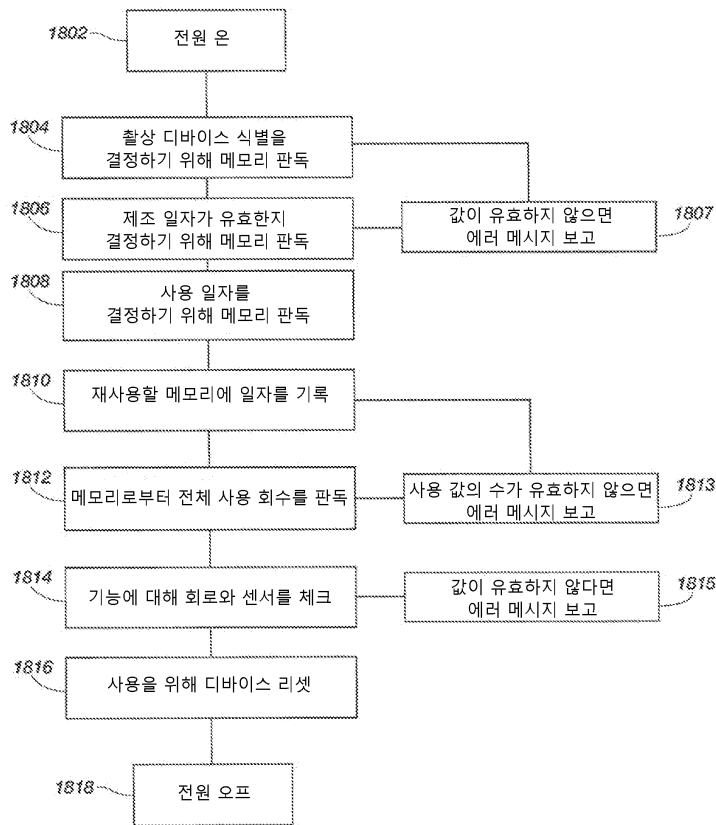 1802
전원 온
1804
촬상 디바이스 식별을
결정하기 위해 메모리 판독
1806
제조 일자가 유효한지
결정하기 위해 메모리 판독
값이 유효하지 않으면
에러 메시지 보고
1807
1808
사용 일자를
결정하기 위해 메모리 판독
1810
재사용할 메모리에 일자를 기록
1812
메모리로부터 전체 사용 회수를 판독
사용 값의 수가 유효하지 않으면
에러 메시지 보고
1813
1814
기능에 대해 회로와 센서를 체크
값이 유효하지 않다면
에러 메시지 보고
1815
1816
사용을 위해 디바이스 리셋
1818
전원 오프